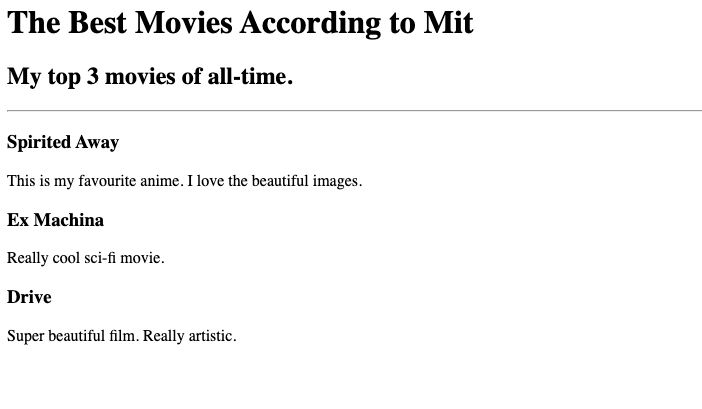 The Best Movies According to Mit
My top 3 movies of all-time.
Spirited Away
This is my favourite anime. I love the beautiful images.
Ex Machina
Really cool sci-fi movie.
Drive
Super beautiful film. Really artistic.